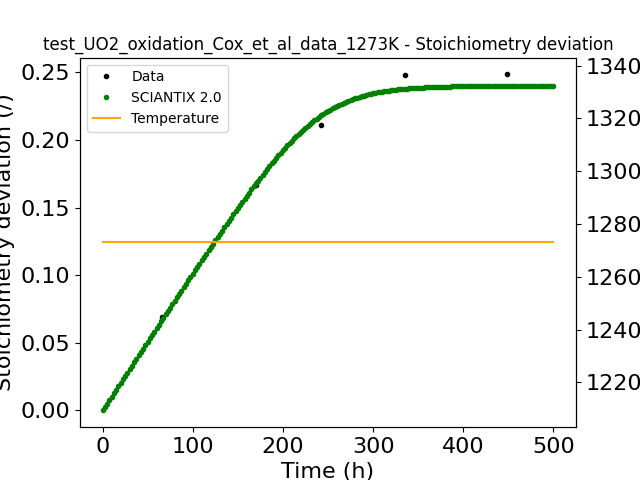 test_UO2_oxidation_Cox_et_al_data_1273K - Stoichiometry deviation
0.25
0.20
0.15
0.10
0.05
0.00
Stoichiometry deviation (/)
Data
SCIANTIX 2.0
Temperature
1340
1320
1300
1280
1260
1240
1220
0 100 200 300 400 500
Time (h)